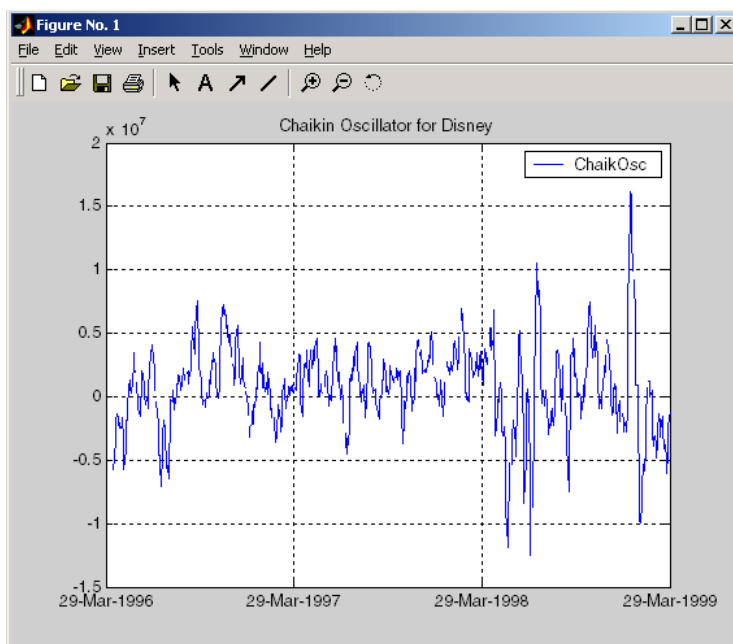 Figure No. 1
File Edit View Insert Tools Window Help
A
x 10^7
Chaikin Oscillator for Disney
ChaikOsc
2
1.5
1
0.5
0
-0.5
-1
-1.5
29-Mar-1996 29-Mar-1997 29-Mar-1998 29-Mar-1999